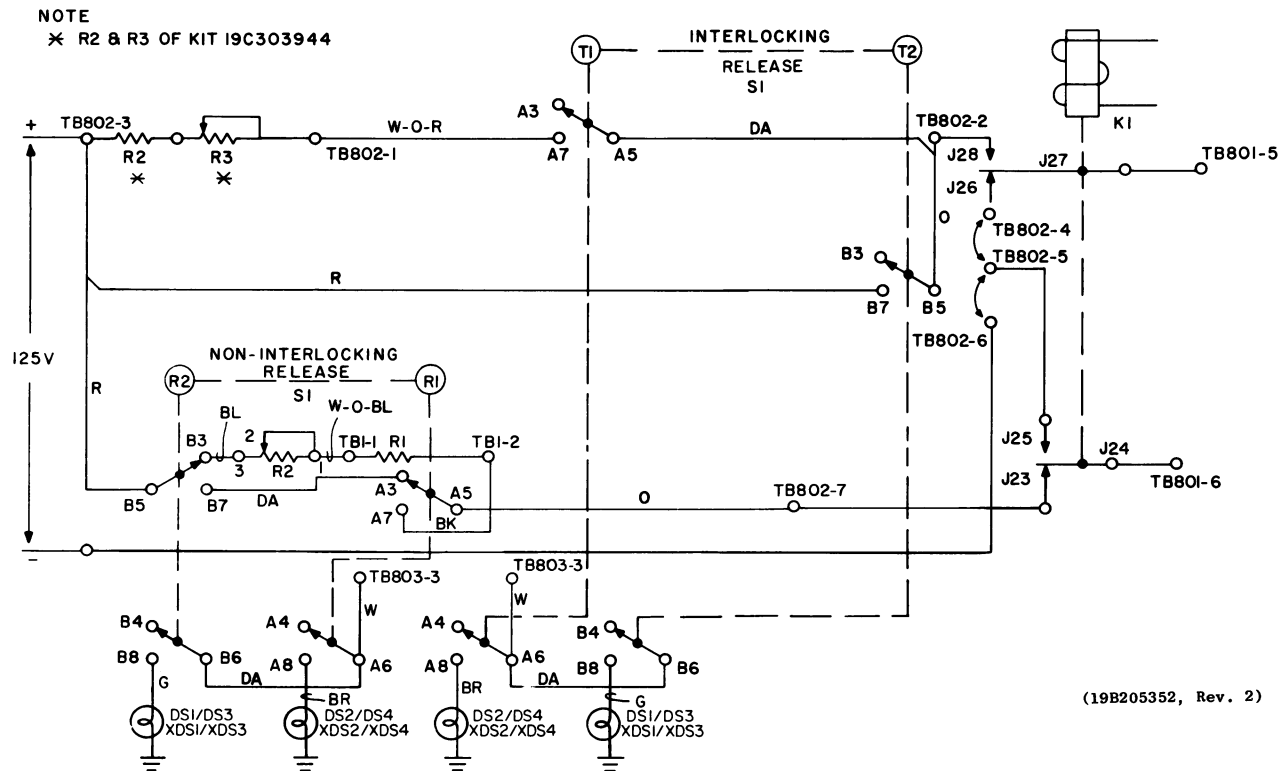 NOTE
✳ R2 & R3 OF KIT 19C303944
T1
INTERLOCKING
RELEASE
S1
T2
K1
+
TB802-3
R2
✳
R3
✳
TB802-1
W-O-R
A3
A7
A5
DA
TB802-2
J28
J27
J26
TB801-5
O
TB802-4
TB802-5
TB802-6
B3
B7
B5
R
125V
R
NON-INTERLOCKING
RELEASE
S1
R2
R1
BL
W-O-BL
B3
2
3
R2
TB1-1
R1
TB1-2
B5
B7
DA
A3
A5
A7
BK
O
TB802-7
J25
J24
J23
TB801-6
−
TB803-3
W
TB803-3
W
B4
B8
B6
G
DA
A4
A8
A6
BR
A4
A8
A6
BR
DA
B4
B8
B6
G
DS1/DS3
XDS1/XDS3
DS2/DS4
XDS2/XDS4
DS2/DS4
XDS2/XDS4
DS1/DS3
XDS1/XDS3
(19B205352, Rev. 2)